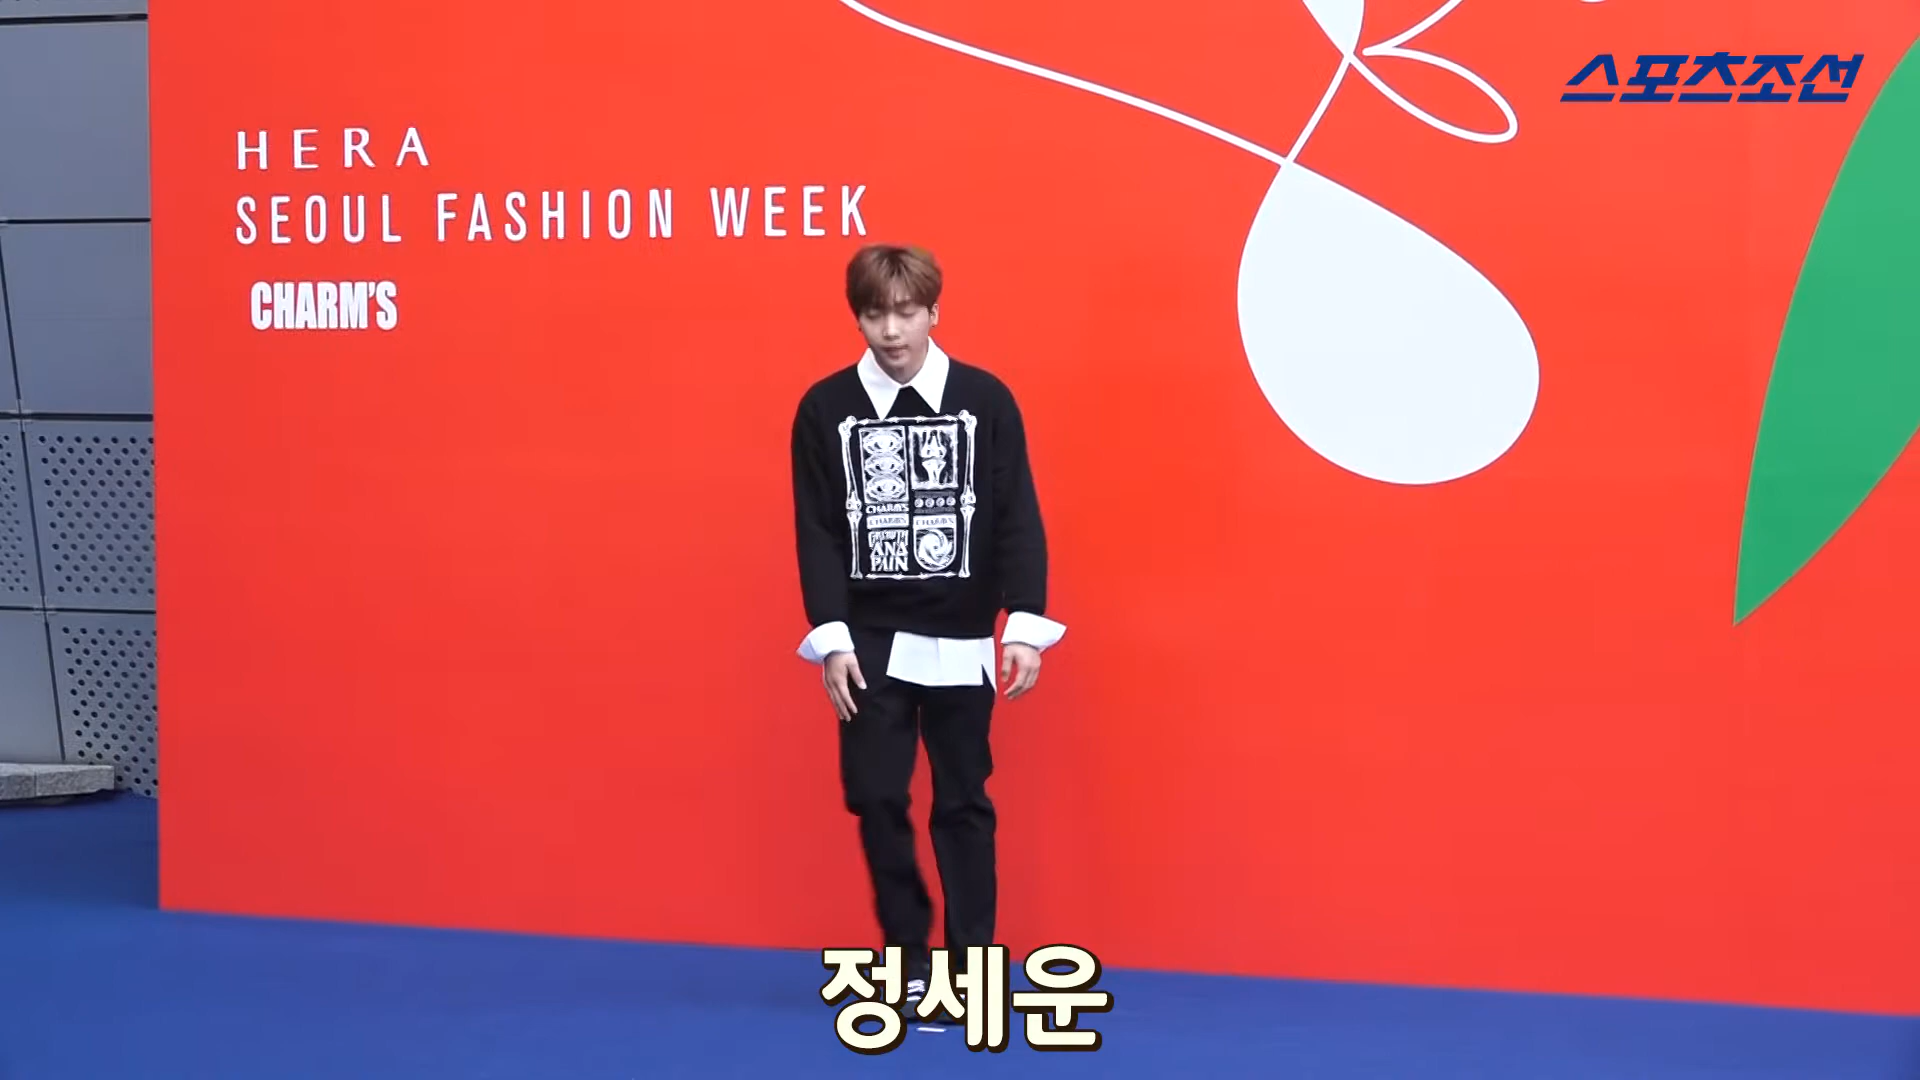 스포츠조선
HERA
SEOUL FASHION WEEK
CHARM'S
CHARM'S
CHARM'S
CHARM'S
ANA
PAIN
정세운